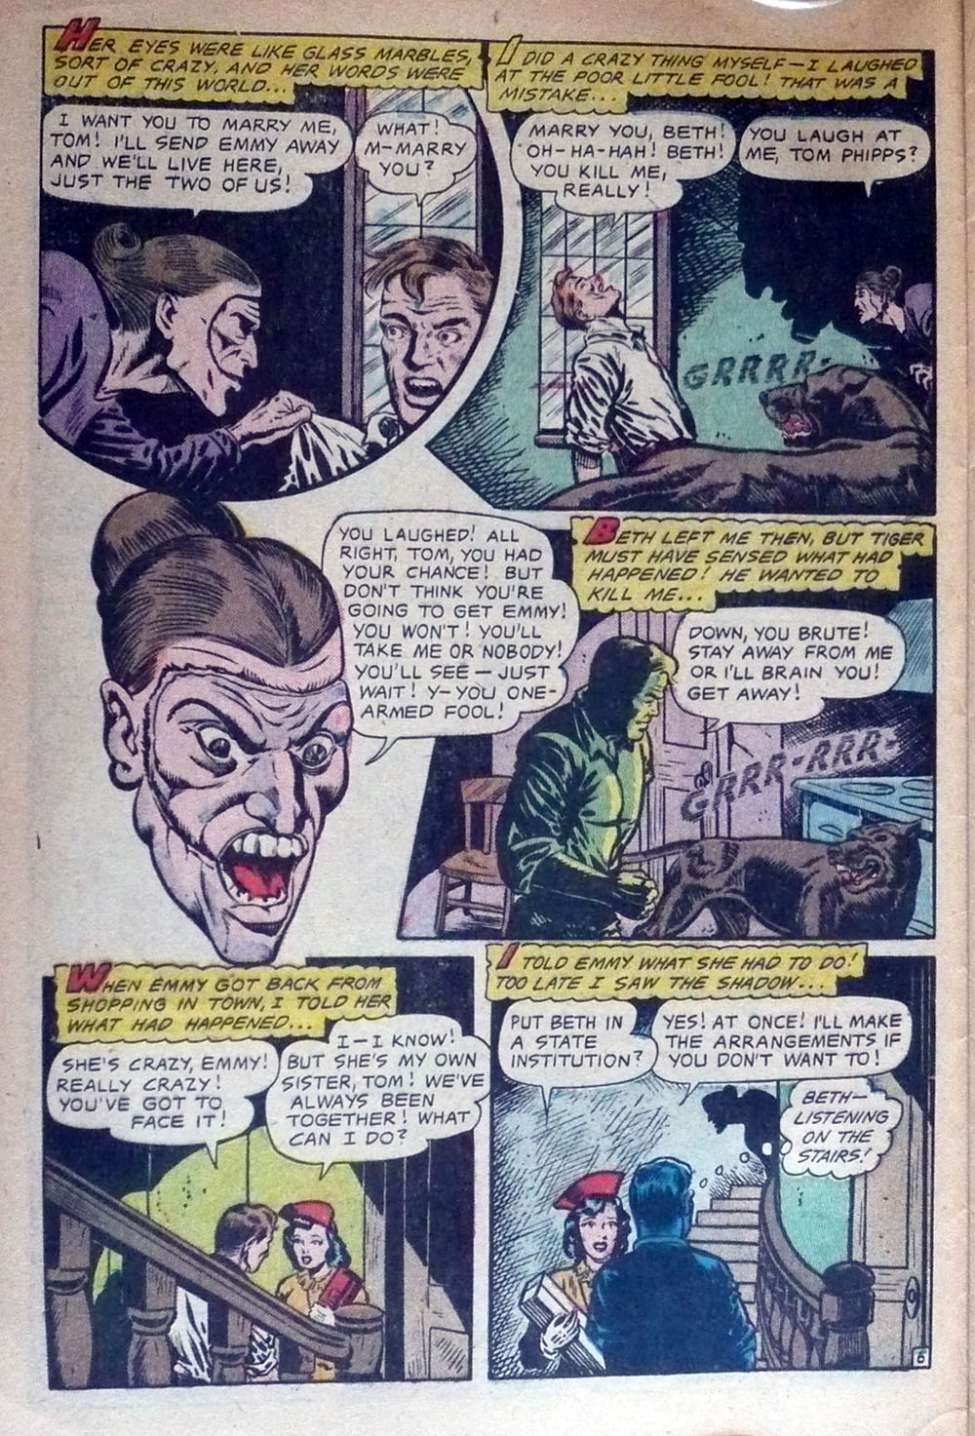 HER EYES WERE LIKE GLASS MARBLES,
SORT OF CRAZY, AND HER WORDS WERE
OUT OF THIS WORLD...
I WANT YOU TO MARRY ME,
TOM! I'LL SEND EMMY AWAY
AND WE'LL LIVE HERE,
JUST THE TWO OF US!
WHAT!
M-MARRY
YOU?
I DID A CRAZY THING MYSELF—I LAUGHED
AT THE POOR LITTLE FOOL! THAT WAS A
MISTAKE...
MARRY YOU, BETH!
OH-HA-HAH! BETH!
YOU KILL ME,
REALLY!
YOU LAUGH AT
ME, TOM PHIPPS?
GRRRR-
YOU LAUGHED! ALL
RIGHT, TOM, YOU HAD
YOUR CHANCE! BUT
DON'T THINK YOU'RE
GOING TO GET EMMY!
YOU WON'T! YOU'LL
TAKE ME OR NOBODY!
YOU'LL SEE — JUST
WAIT! Y-YOU ONE-
ARMED FOOL!
BETH LEFT ME THEN, BUT TIGER
MUST HAVE SENSED WHAT HAD
HAPPENED! HE WANTED TO
KILL ME...
DOWN, YOU BRUTE!
STAY AWAY FROM ME
OR I'LL BRAIN YOU!
GET AWAY!
GRRR-RRR-
WHEN EMMY GOT BACK FROM
SHOPPING IN TOWN, I TOLD HER
WHAT HAD HAPPENED...
SHE'S CRAZY, EMMY!
REALLY CRAZY!
YOU'VE GOT TO
FACE IT!
I—I KNOW!
BUT SHE'S MY OWN
SISTER, TOM! WE'VE
ALWAYS BEEN
TOGETHER! WHAT
CAN I DO?
I TOLD EMMY WHAT SHE HAD TO DO!
TOO LATE I SAW THE SHADOW...
PUT BETH IN
A STATE
INSTITUTION?
YES! AT ONCE! I'LL MAKE
THE ARRANGEMENTS IF
YOU DON'T WANT TO!
BETH—
LISTENING
ON THE
STAIRS!
6